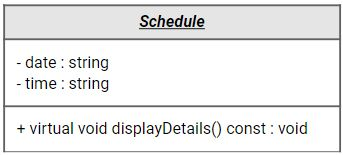 Schedule
- date : string
- time : string
+ virtual void displayDetails() const : void